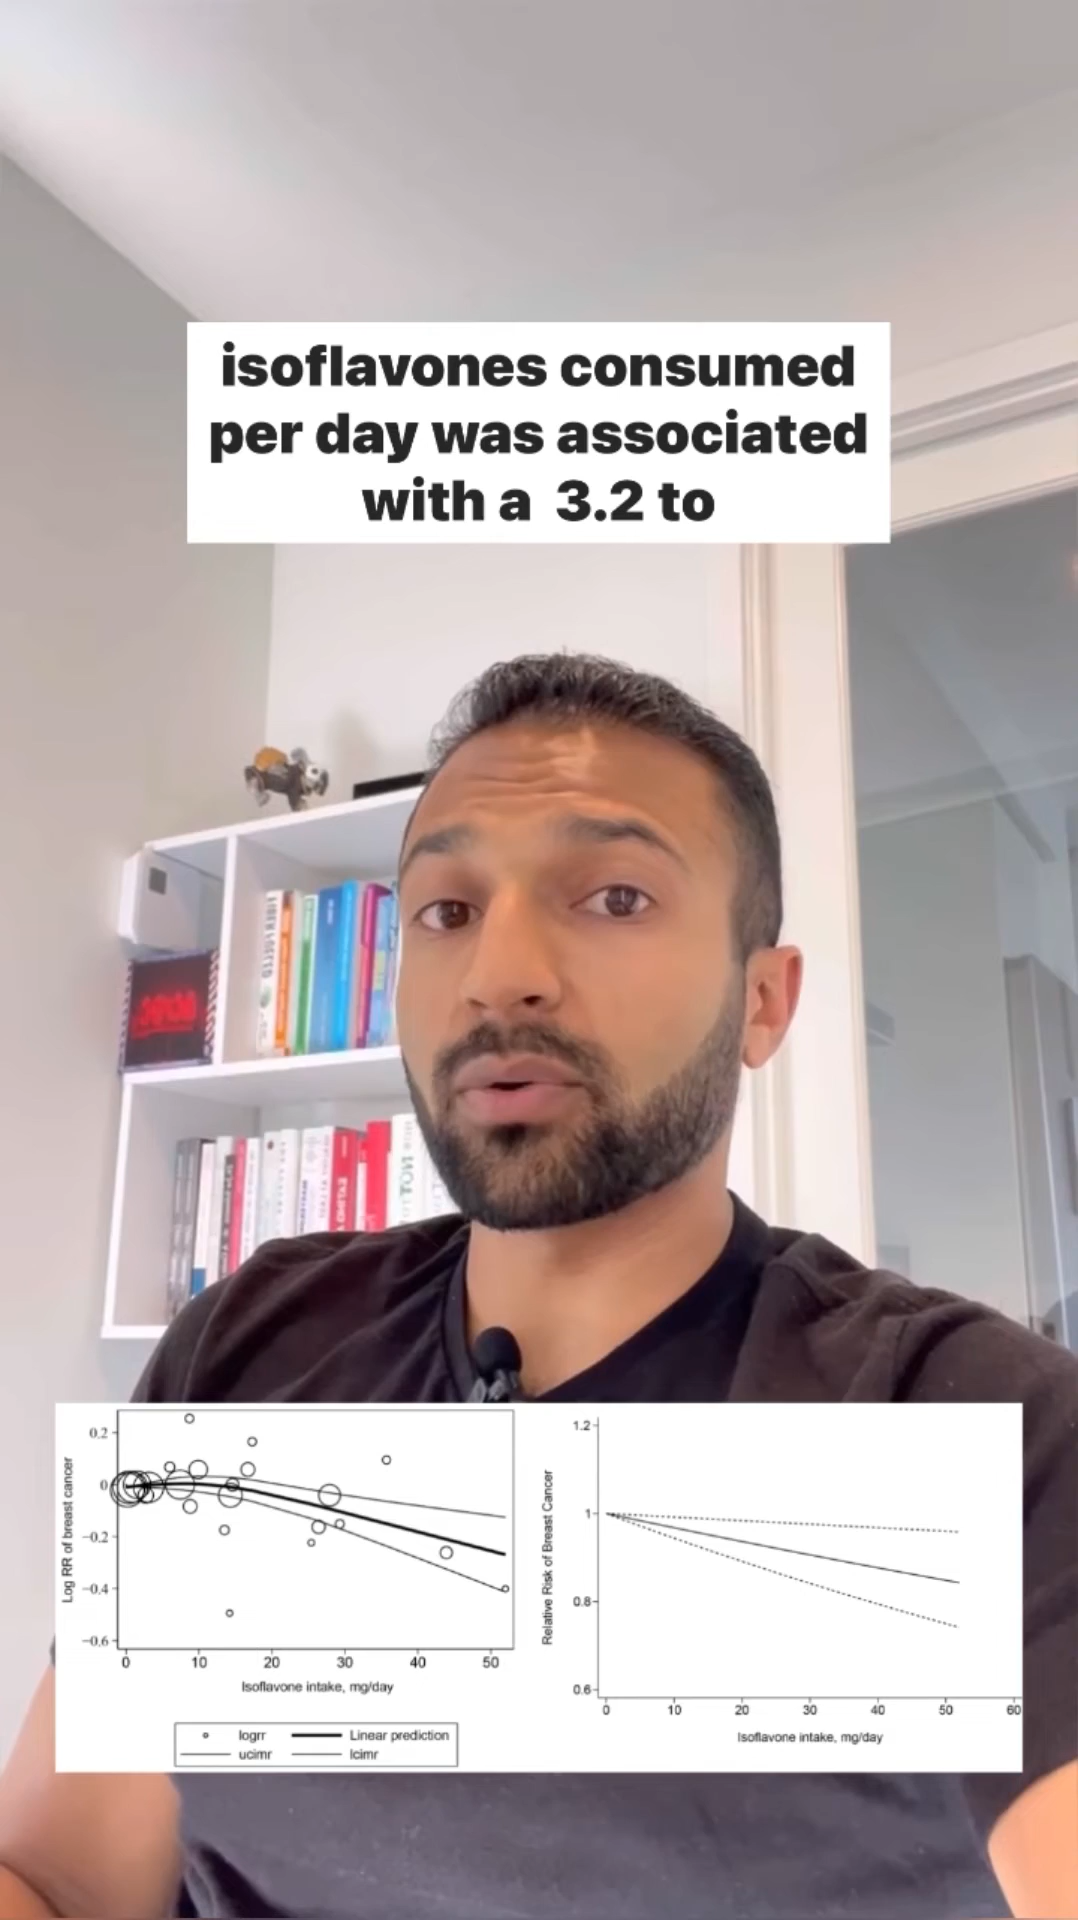 isoflavones consumed
per day was associated
with a 3.2 to
Log RR of breast cancer
0.2
0
−0.2
−0.4
−0.6
0 10 20 30 40 50
Isoflavone intake, mg/day
logrr Linear prediction
ucimr lcimr
Relative Risk of Breast Cancer
1.2
1
0.8
0.6
0 10 20 30 40 50 60
Isoflavone intake, mg/day